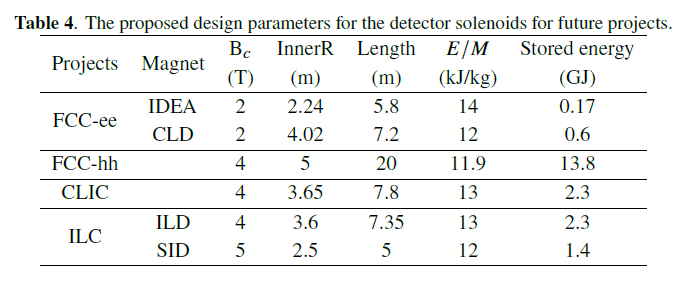 Table 4. The proposed design parameters for the detector solenoids for future projects.
Projects Magnet Bc (T) InnerR (m) Length (m) E/M (kJ/kg) Stored energy (GJ)
FCC-ee IDEA 2 2.24 5.8 14 0.17
CLD 2 4.02 7.2 12 0.6
FCC-hh 4 5 20 11.9 13.8
CLIC 4 3.65 7.8 13 2.3
ILC ILD 4 3.6 7.35 13 2.3
SID 5 2.5 5 12 1.4